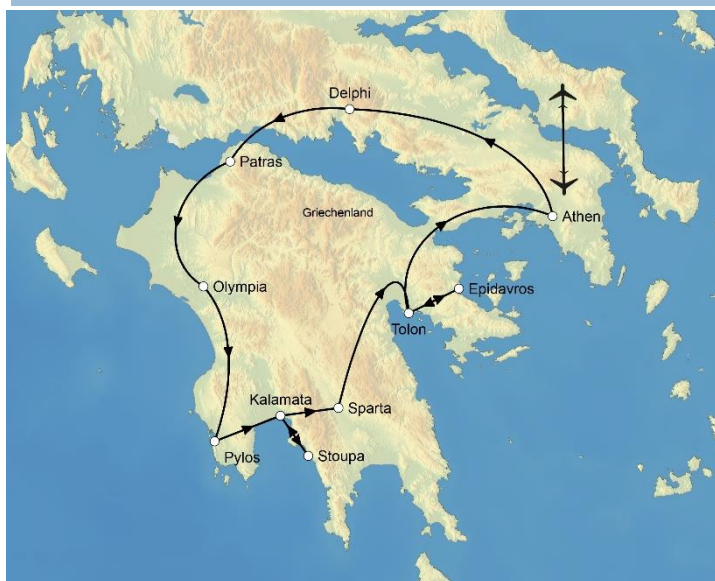 Delphi
Patras
Griechenland
Athen
Olympia
Epidavros
Tolon
Kalamata
Sparta
Pylos
Stoupa